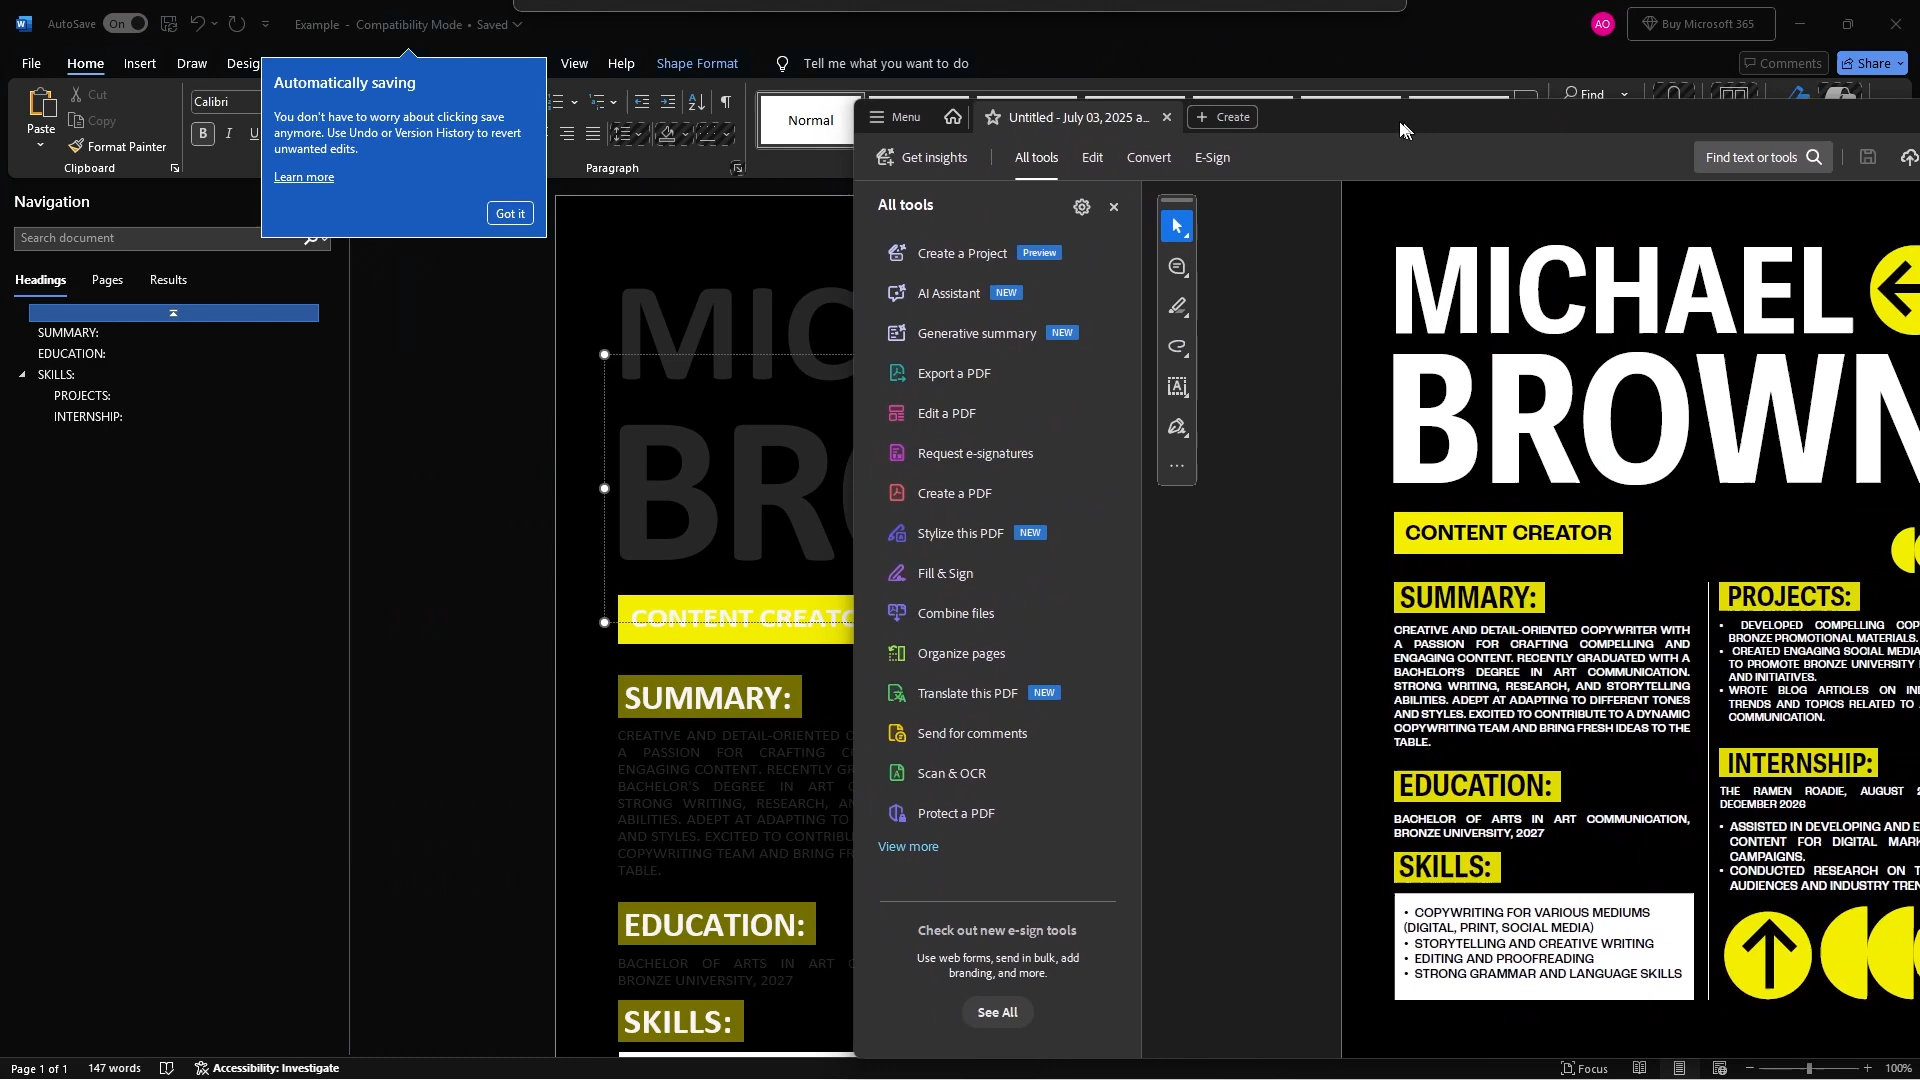 AutoSave On Example - Compatibility Mode • Saved AO Buy Microsoft 365
File Home Insert Draw View Help Shape Format Tell me what you want to do Comments Share
Automatically saving
You don't have to worry about clicking save
anymore. Use Undo or Version History to revert
unwanted edits.
Learn more
Got it
Paste
Cut
Copy
Format Painter
Clipboard
Calibri
B I U
Paragraph
Normal
Find
Navigation
Search document
Headings Pages Results
SUMMARY:
EDUCATION:
SKILLS:
PROJECTS:
INTERNSHIP:
CONTENT
SUMMARY:
CREATIVE AND DETAIL-ORIENTED
A PASSION FOR CRAFTING
ENGAGING CONTENT. RECENTLY
BACHELOR'S DEGREE IN ART
STRONG WRITING, RESEARCH,
ABILITIES. ADEPT AT ADAPTING TO
AND STYLES. EXCITED TO
COPYWRITING TEAM AND BRING
TABLE.
EDUCATION:
BACHELOR OF ARTS IN ART
BRONZE UNIVERSITY, 2027
SKILLS:
Menu Untitled - July 03, 2025 a... Create
Get insights All tools Edit Convert E-Sign Find text or tools
All tools
Create a Project Preview
AI Assistant NEW
Generative summary NEW
Export a PDF
Edit a PDF
Request e-signatures
Create a PDF
Stylize this PDF NEW
Fill & Sign
Combine files
Organize pages
Translate this PDF NEW
Send for comments
Scan & OCR
Protect a PDF
View more
Check out new e-sign tools
Use web forms, send in bulk, add
branding, and more.
See All
MICHAEL
BROWN
CONTENT CREATOR
SUMMARY:
CREATIVE AND DETAIL-ORIENTED COPYWRITER WITH
A PASSION FOR CRAFTING COMPELLING AND
ENGAGING CONTENT. RECENTLY GRADUATED WITH A
BACHELOR'S DEGREE IN ART COMMUNICATION.
STRONG WRITING, RESEARCH, AND STORYTELLING
ABILITIES. ADEPT AT ADAPTING TO DIFFERENT TONES
AND STYLES. EXCITED TO CONTRIBUTE TO A DYNAMIC
COPYWRITING TEAM AND BRING FRESH IDEAS TO THE
TABLE.
EDUCATION:
BACHELOR OF ARTS IN ART COMMUNICATION,
BRONZE UNIVERSITY, 2027
SKILLS:
• COPYWRITING FOR VARIOUS MEDIUMS
(DIGITAL, PRINT, SOCIAL MEDIA)
• STORYTELLING AND CREATIVE WRITING
• EDITING AND PROOFREADING
• STRONG GRAMMAR AND LANGUAGE SKILLS
PROJECTS:
• DEVELOPED COMPELLING
BRONZE PROMOTIONAL MATERIALS.
• CREATED ENGAGING SOCIAL MEDIA
TO PROMOTE BRONZE UNIVERSITY
AND INITIATIVES.
• WROTE BLOG ARTICLES ON
TRENDS AND TOPICS RELATED TO
COMMUNICATION.
INTERNSHIP:
THE RAMEN ROADIE, AUGUST
DECEMBER 2026
• ASSISTED IN DEVELOPING AND
CONTENT FOR DIGITAL
CAMPAIGNS.
• CONDUCTED RESEARCH ON
AUDIENCES AND INDUSTRY
Page 1 of 1 147 words Accessibility: Investigate Focus 100%